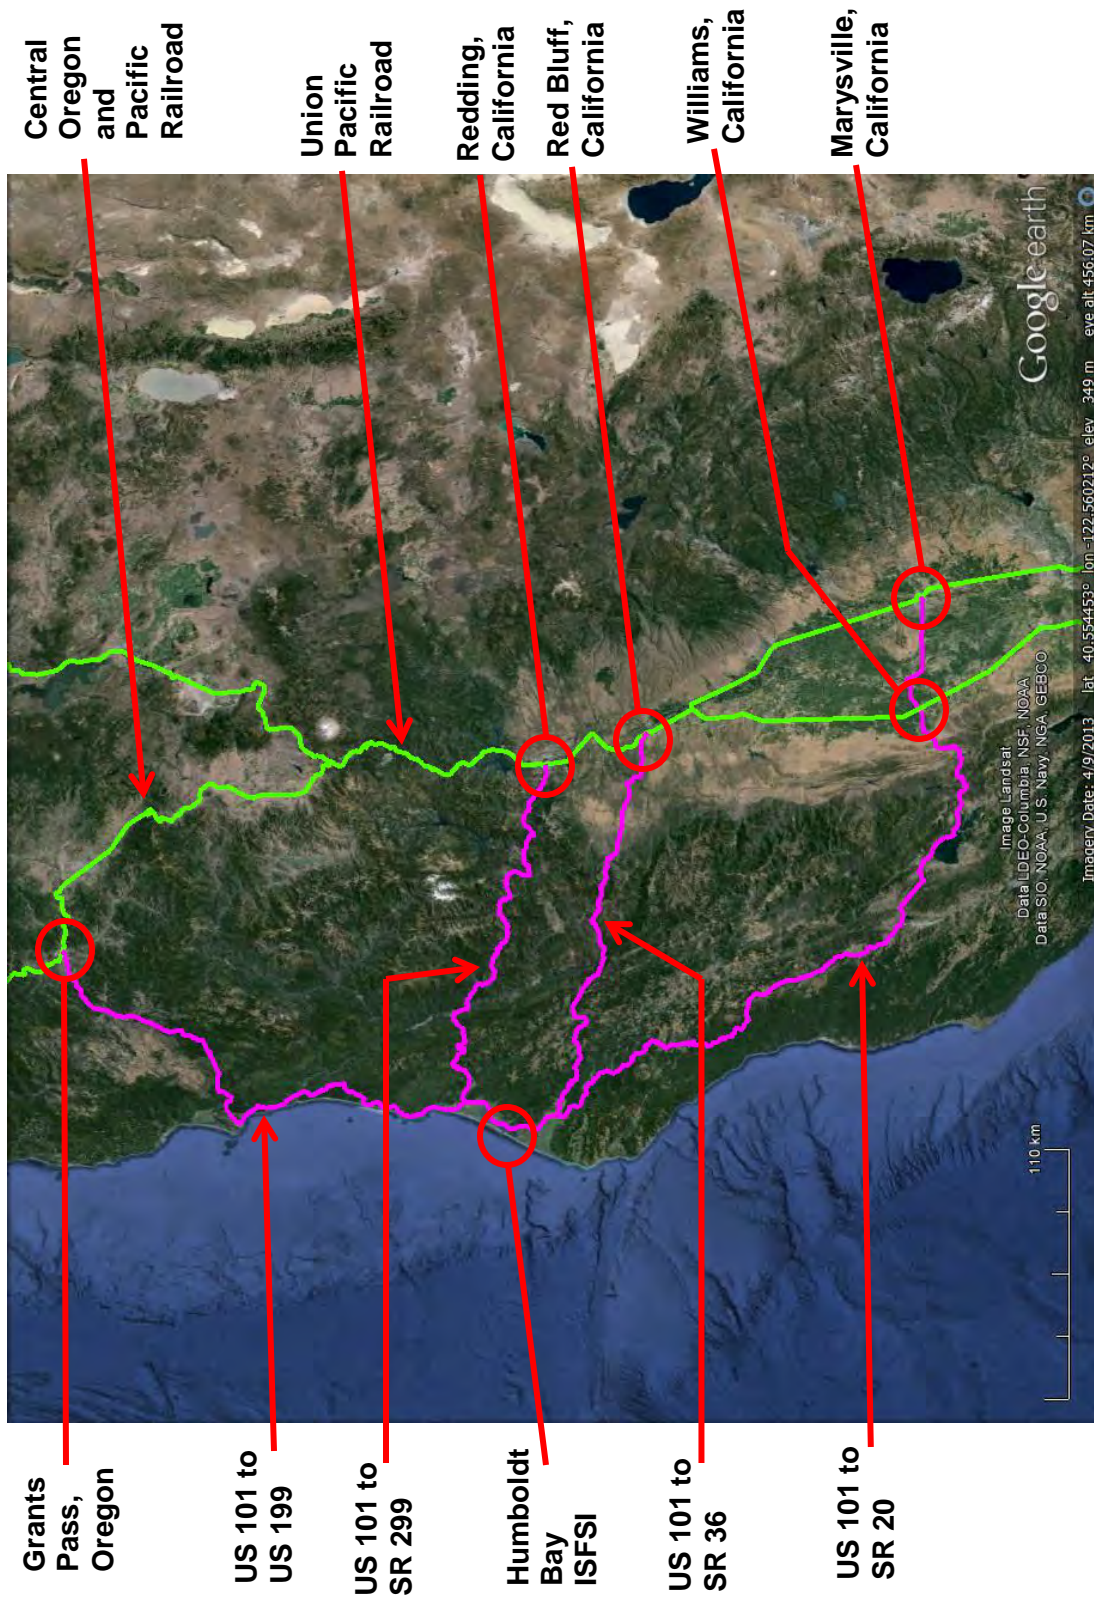 Grants
Pass,
Oregon
US 101 to
US 199
US 101 to
SR 299
Humboldt
Bay
ISFSI
US 101 to
SR 36
US 101 to
SR 20
Central
Oregon
and
Pacific
Railroad
Union
Pacific
Railroad
Redding,
California
Red Bluff,
California
Williams,
California
Marysville,
California
110 km
Image Landsat
Data LDEO-Columbia, NSF, NOAA
Data SIO, NOAA, U.S. Navy, NGA, GEBCO
Google earth
Imagery Date: 4/9/2013 lat 40.554453° lon -122.560212° elev 349 m eye alt 456.07 km